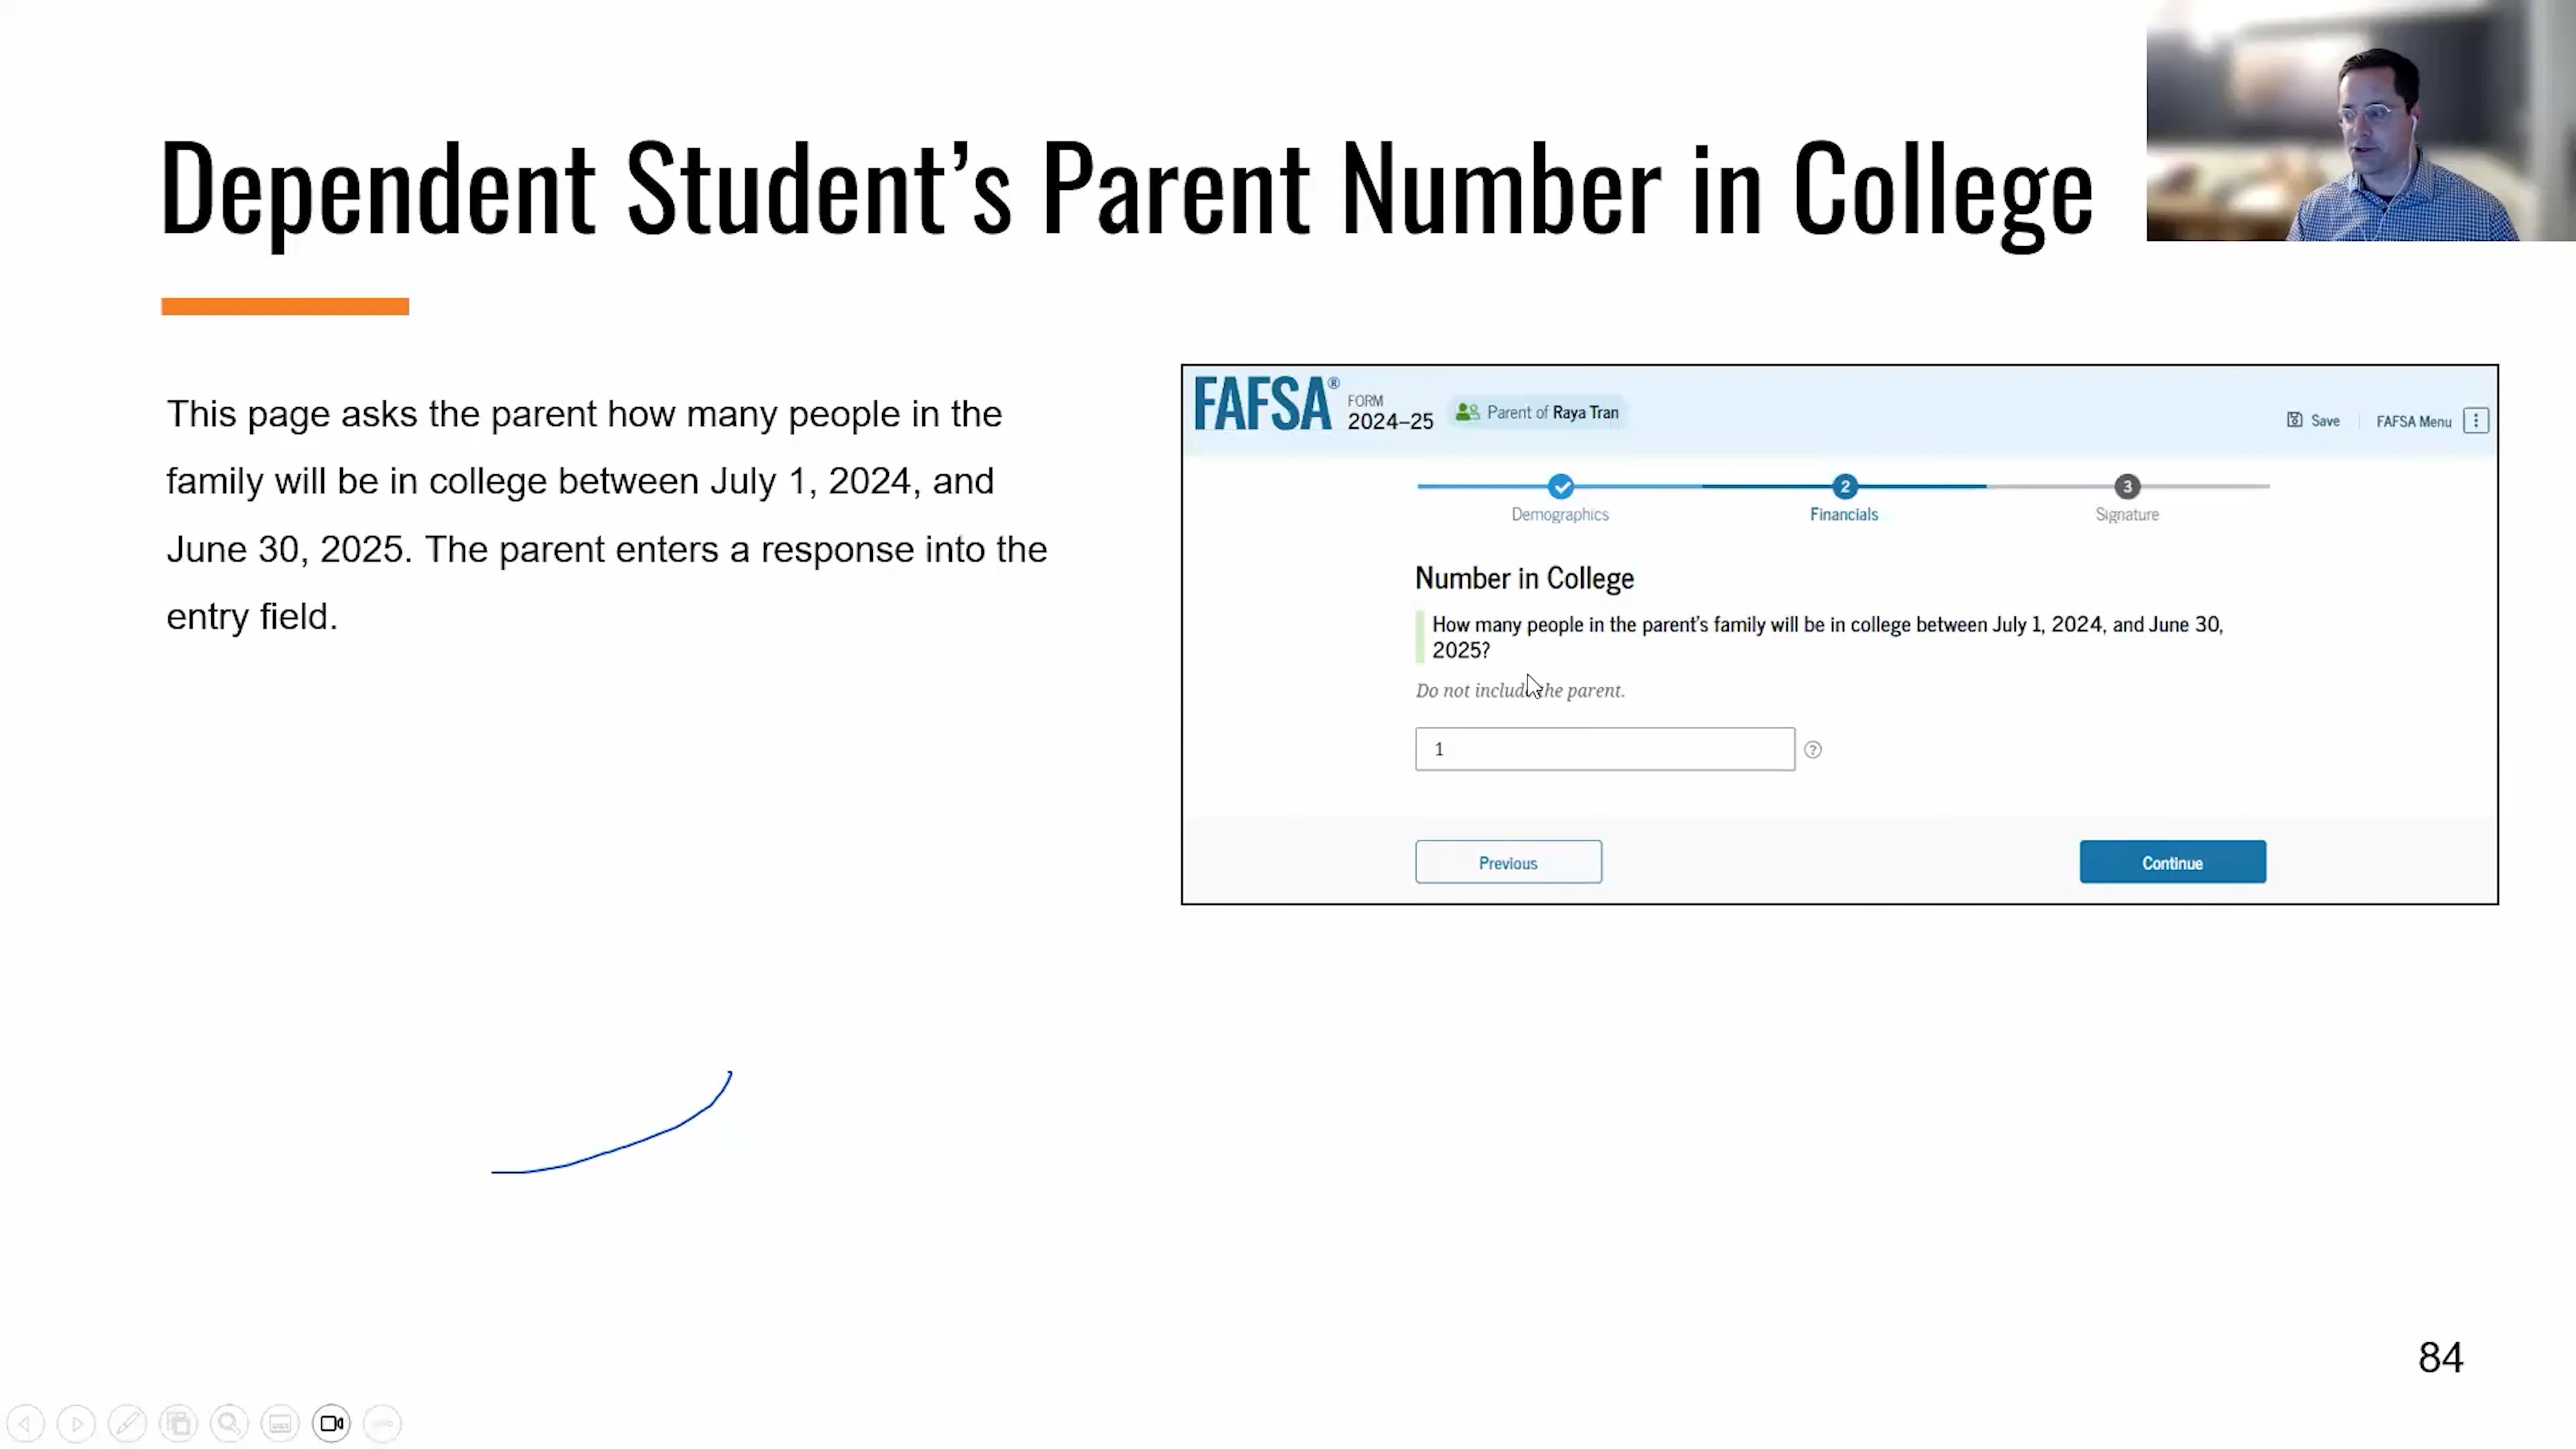 Dependent Student’s Parent Number in College
This page asks the parent how many people in the
family will be in college between July 1, 2024, and
June 30, 2025. The parent enters a response into the
entry field.
FAFSA® FORM 2024–25 Parent of Raya Tran Save FAFSA Menu
2 3
Demographics Financials Signature
Number in College
How many people in the parent’s family will be in college between July 1, 2024, and June 30,
2025?
Do not include the parent.
1 ?
Previous Continue
84